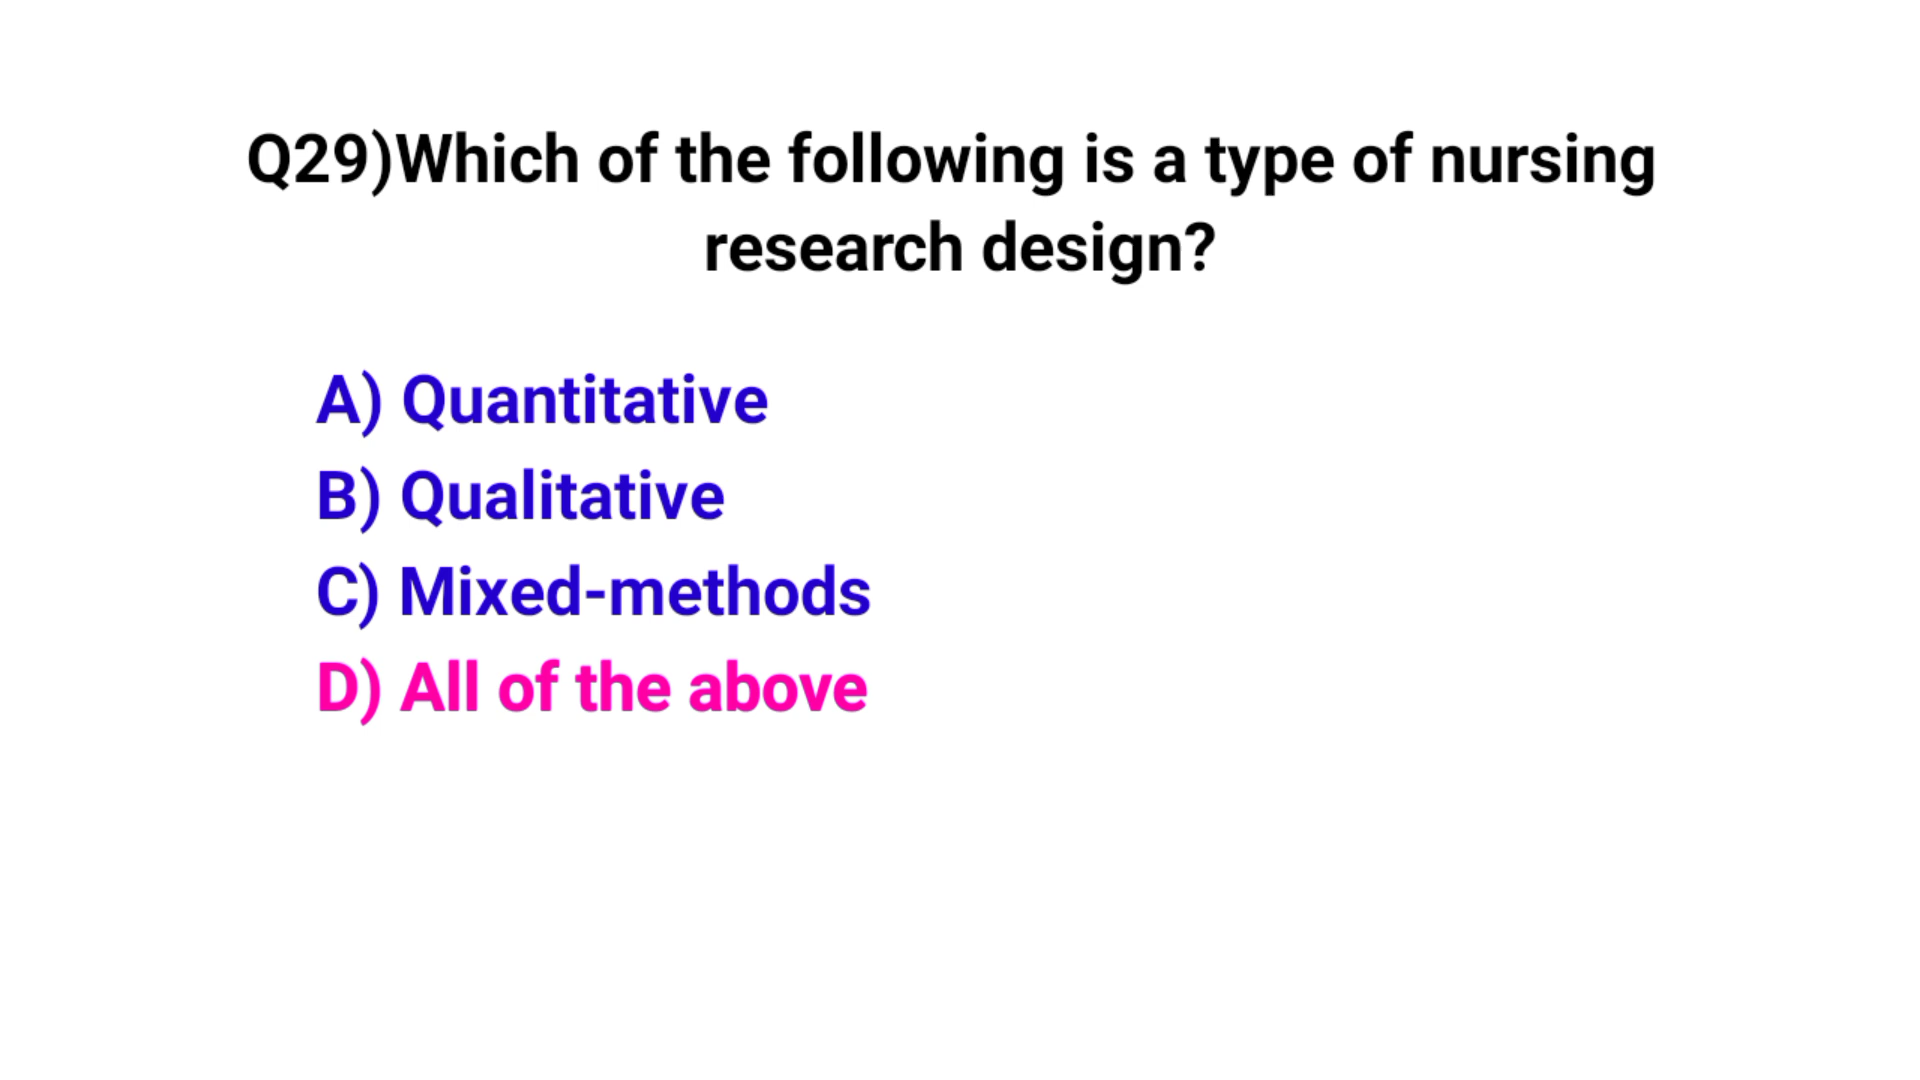 Q29)Which of the following is a type of nursing
research design?
A) Quantitative
B) Qualitative
C) Mixed-methods
D) All of the above